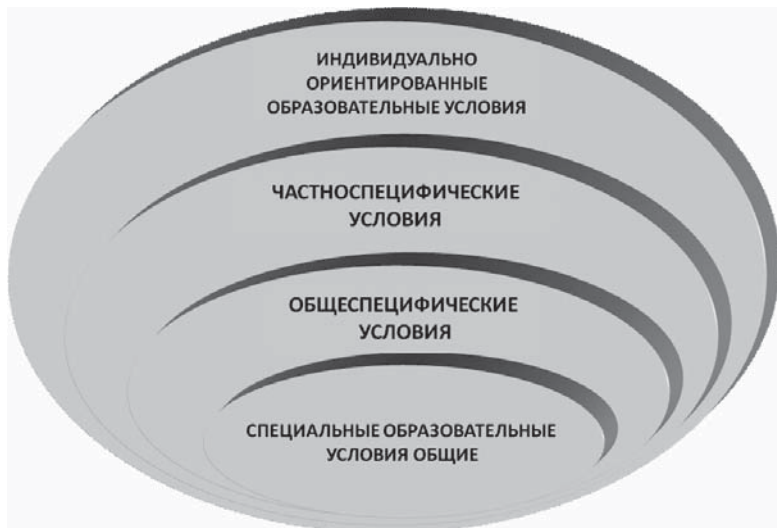 ИНДИВИДУАЛЬНО
ОРИЕНТИРОВАННЫЕ
ОБРАЗОВАТЕЛЬНЫЕ УСЛОВИЯ
ЧАСТНОСПЕЦИФИЧЕСКИЕ
УСЛОВИЯ
ОБЩЕСПЕЦИФИЧЕСКИЕ
УСЛОВИЯ
СПЕЦИАЛЬНЫЕ ОБРАЗОВАТЕЛЬНЫЕ
УСЛОВИЯ ОБЩИЕ